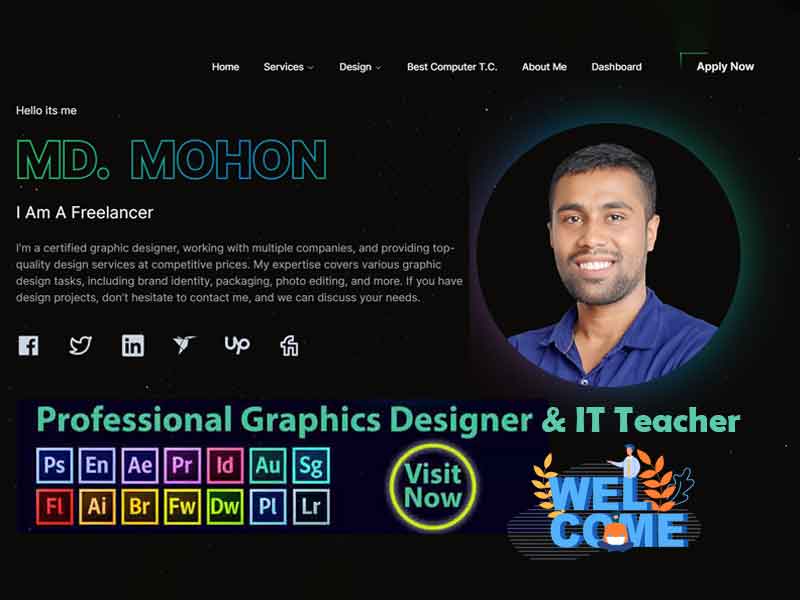 Home Services Design Best Computer T.C. About Me Dashboard Apply Now
Hello its me
MD. MOHON
I Am A Freelancer
I'm a certified graphic designer, working with multiple companies, and providing top-
quality design services at competitive prices. My expertise covers various graphic
design tasks, including brand identity, packaging, photo editing, and more. If you have
design projects, don't hesitate to contact me, and we can discuss your needs.
up
Professional Graphics Designer & IT Teacher
Ps En Ae Pr Id Au Sg
Fl Ai Br Fw Dw Pl Lr
Visit
Now
WEL
COME